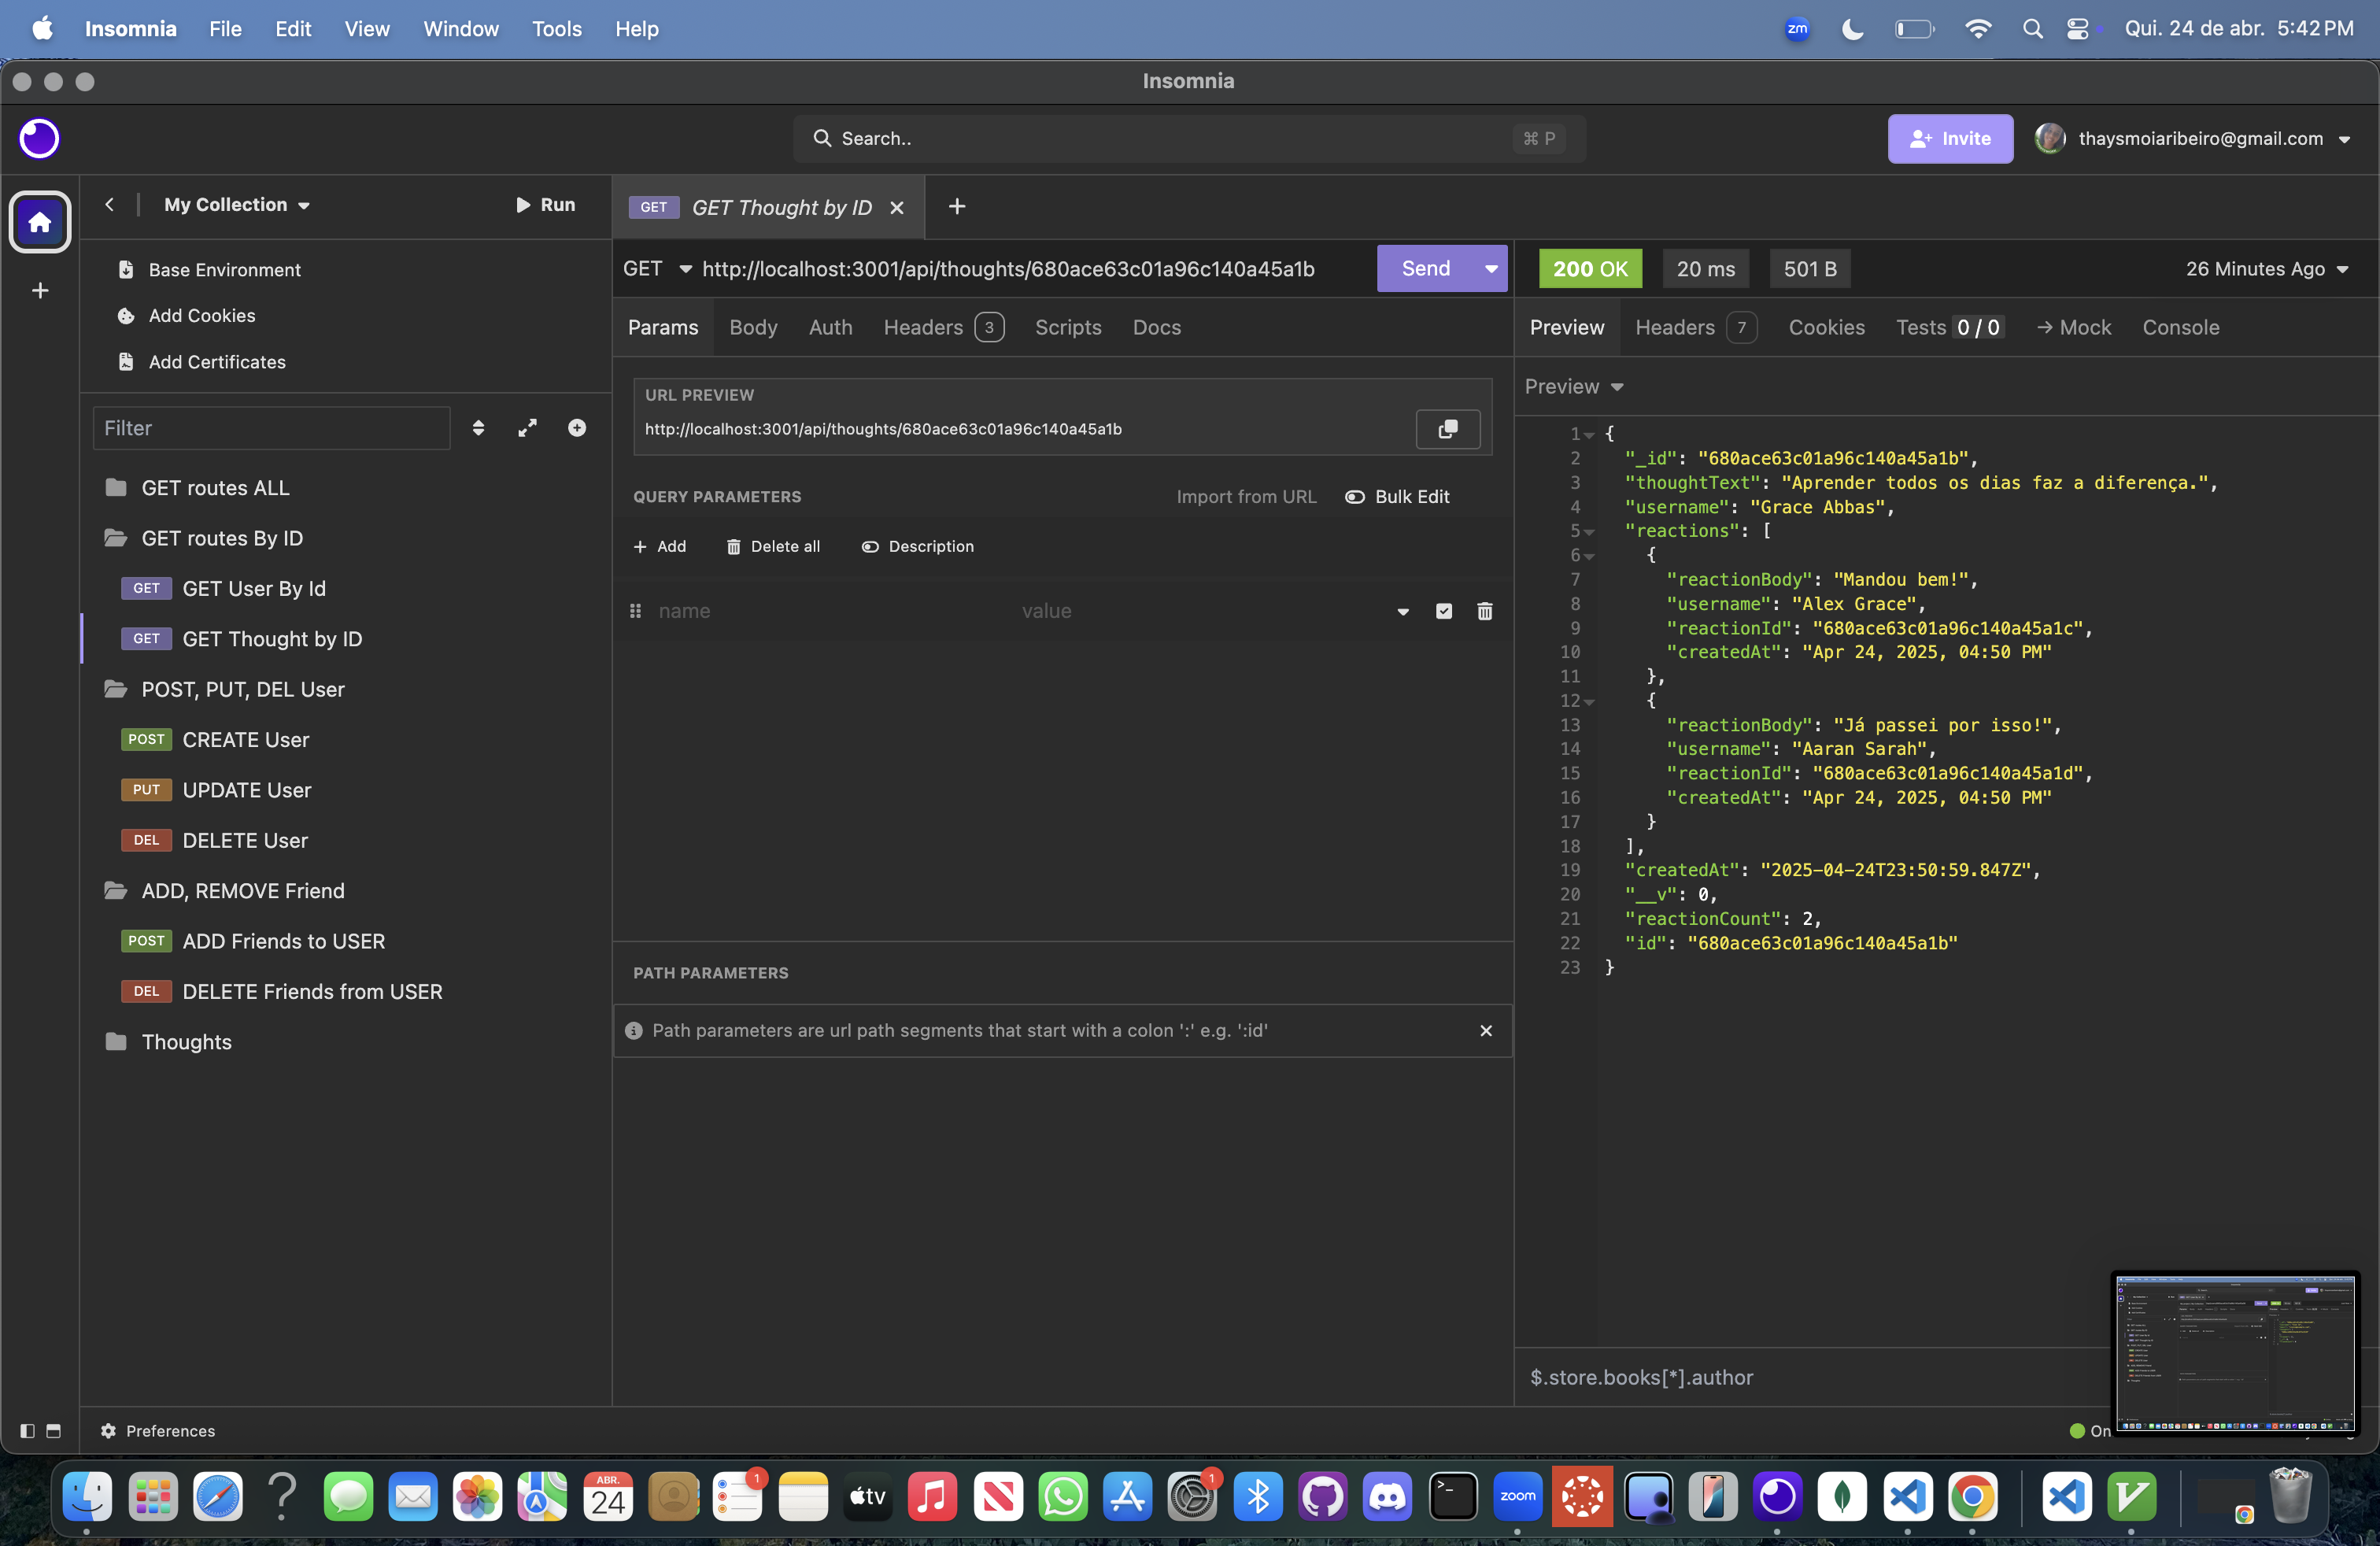 Insomnia File Edit View Window Tools Help
zm Qui. 24 de abr. 5:42 PM
Insomnia
Search.. ⌘ P
Invite thaysmoiaribeiro@gmail.com
My Collection Run
GET GET Thought by ID
Base Environment
Add Cookies
Add Certificates
Filter
GET routes ALL
GET routes By ID
GET GET User By Id
GET GET Thought by ID
POST, PUT, DEL User
POST CREATE User
PUT UPDATE User
DEL DELETE User
ADD, REMOVE Friend
POST ADD Friends to USER
DEL DELETE Friends from USER
Thoughts
GET http://localhost:3001/api/thoughts/680ace63c01a96c140a45a1b Send
Params Body Auth Headers 3 Scripts Docs
URL PREVIEW
http://localhost:3001/api/thoughts/680ace63c01a96c140a45a1b
QUERY PARAMETERS Import from URL Bulk Edit
Add Delete all Description
name value
PATH PARAMETERS
Path parameters are url path segments that start with a colon ':' e.g. ':id'
200 OK 20 ms 501 B 26 Minutes Ago
Preview Headers 7 Cookies Tests 0 / 0 → Mock Console
Preview
1 {
2 "_id": "680ace63c01a96c140a45a1b",
3 "thoughtText": "Aprender todos os dias faz a diferença.",
4 "username": "Grace Abbas",
5 "reactions": [
6 {
7 "reactionBody": "Mandou bem!",
8 "username": "Alex Grace",
9 "reactionId": "680ace63c01a96c140a45a1c",
10 "createdAt": "Apr 24, 2025, 04:50 PM"
11 },
12 {
13 "reactionBody": "Já passei por isso!",
14 "username": "Aaran Sarah",
15 "reactionId": "680ace63c01a96c140a45a1d",
16 "createdAt": "Apr 24, 2025, 04:50 PM"
17 }
18 ],
19 "createdAt": "2025-04-24T23:50:59.847Z",
20 "__v": 0,
21 "reactionCount": 2,
22 "id": "680ace63c01a96c140a45a1b"
23 }
$.store.books[*].author
Preferences
ABR.
24
1
tv
1
zoom